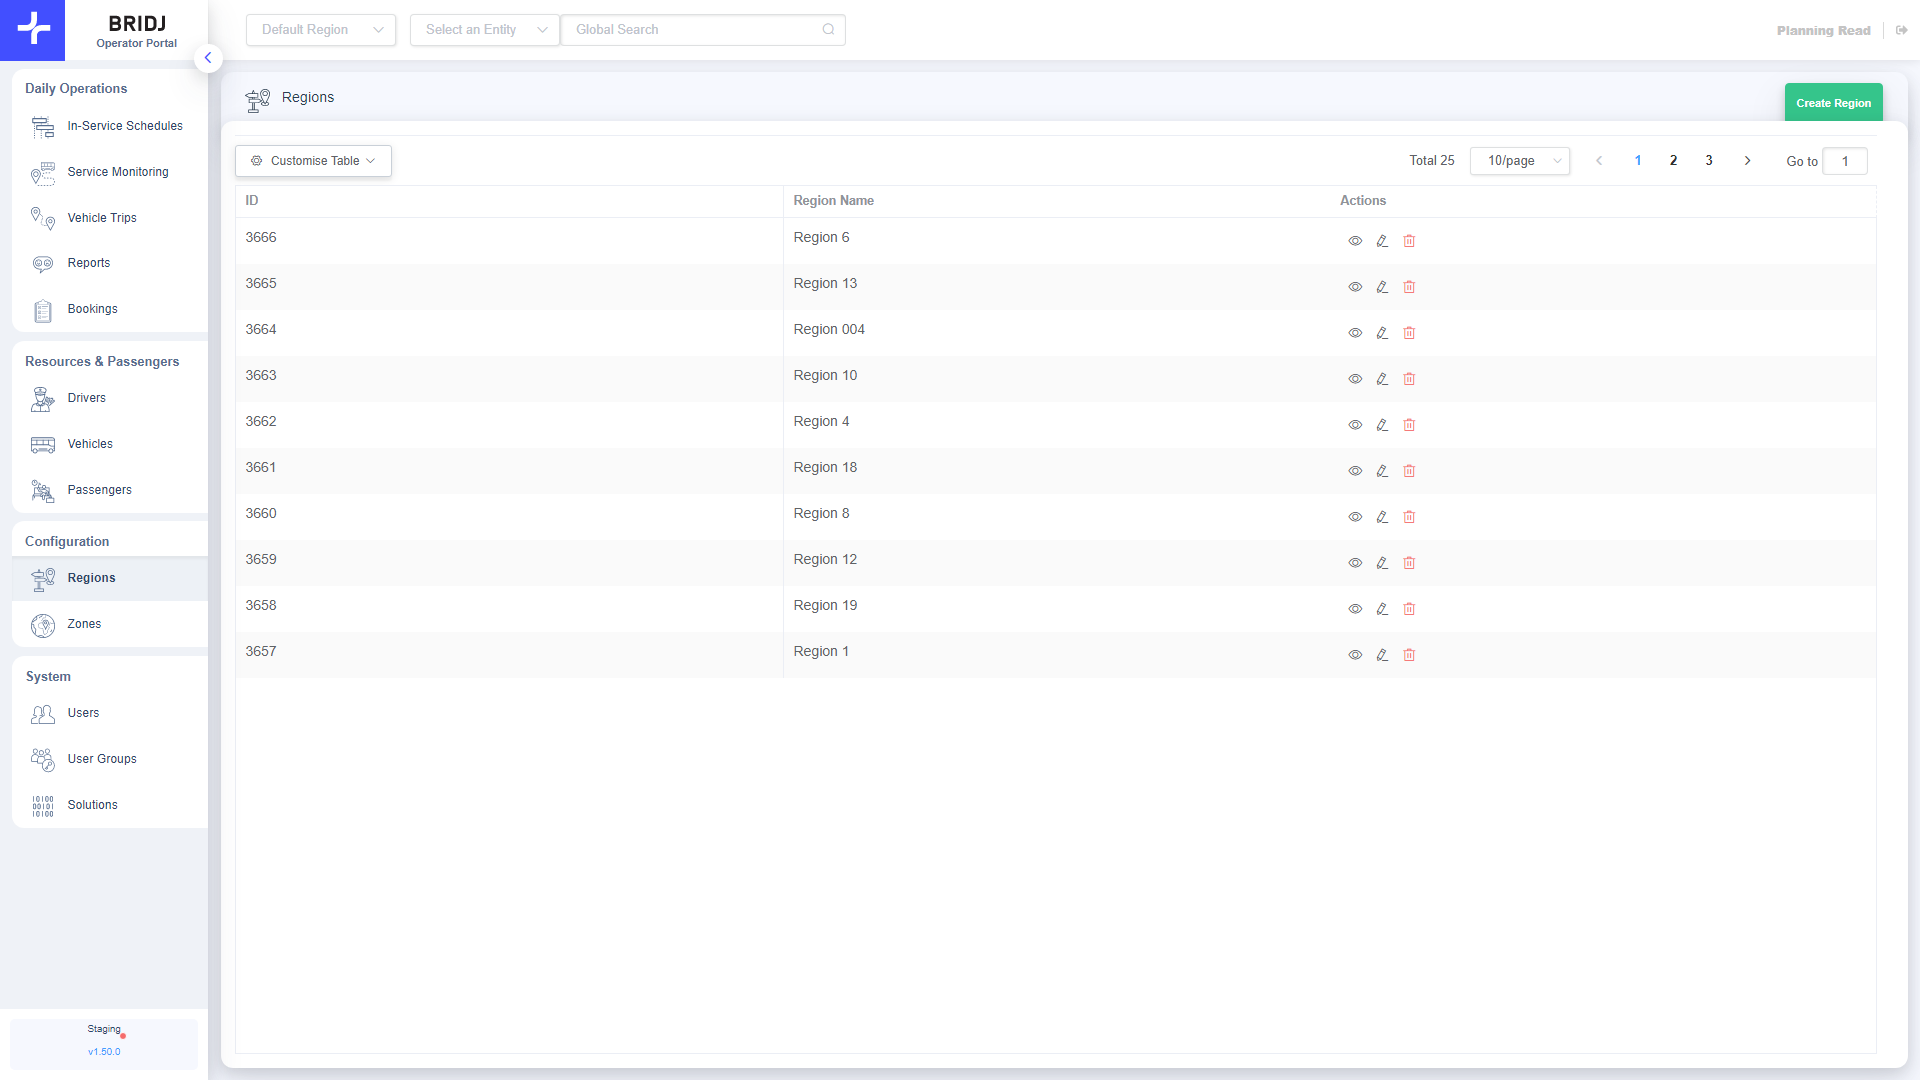 BRIDJ
Operator Portal
Default Region
Select an Entity
Global Search
Planning Read
Daily Operations
In-Service Schedules
Service Monitoring
Vehicle Trips
Reports
Bookings
Resources & Passengers
Drivers
Vehicles
Passengers
Configuration
Regions
Zones
System
Users
User Groups
10100
00101
10100
Solutions
Staging
v1.50.0
Regions
Create Region
Customise Table
Total 25
10/page
1
2
3
Go to
1
ID Region Name Actions
3666 Region 6
3665 Region 13
3664 Region 004
3663 Region 10
3662 Region 4
3661 Region 18
3660 Region 8
3659 Region 12
3658 Region 19
3657 Region 1